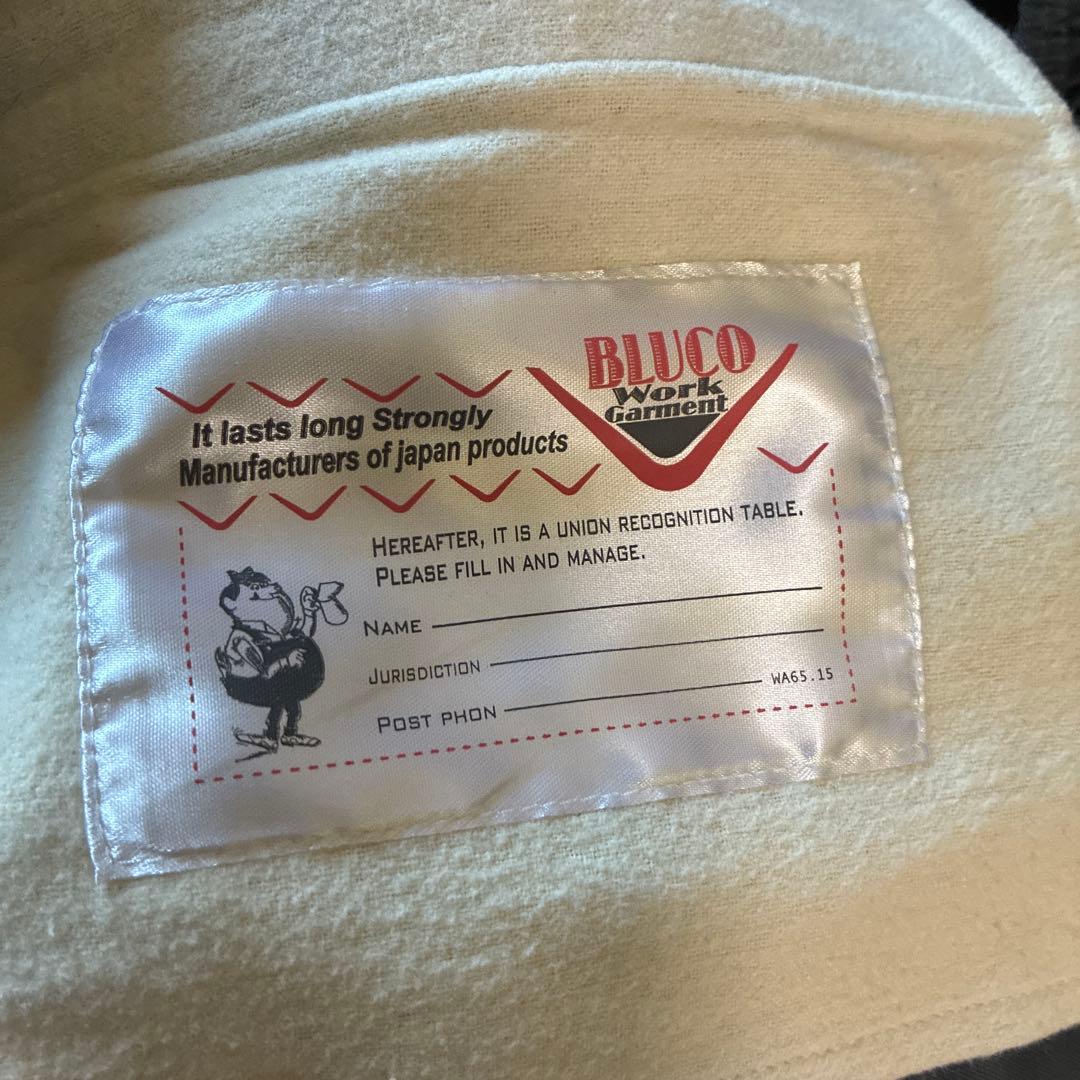 BLUCO
Work
Garment
It lasts long Strongly
Manufacturers of japan products
HEREAFTER, IT IS A UNION RECOGNITION TABLE.
PLEASE FILL IN AND MANAGE.
NAME
JURISDICTION
POST PHON
WA65.15